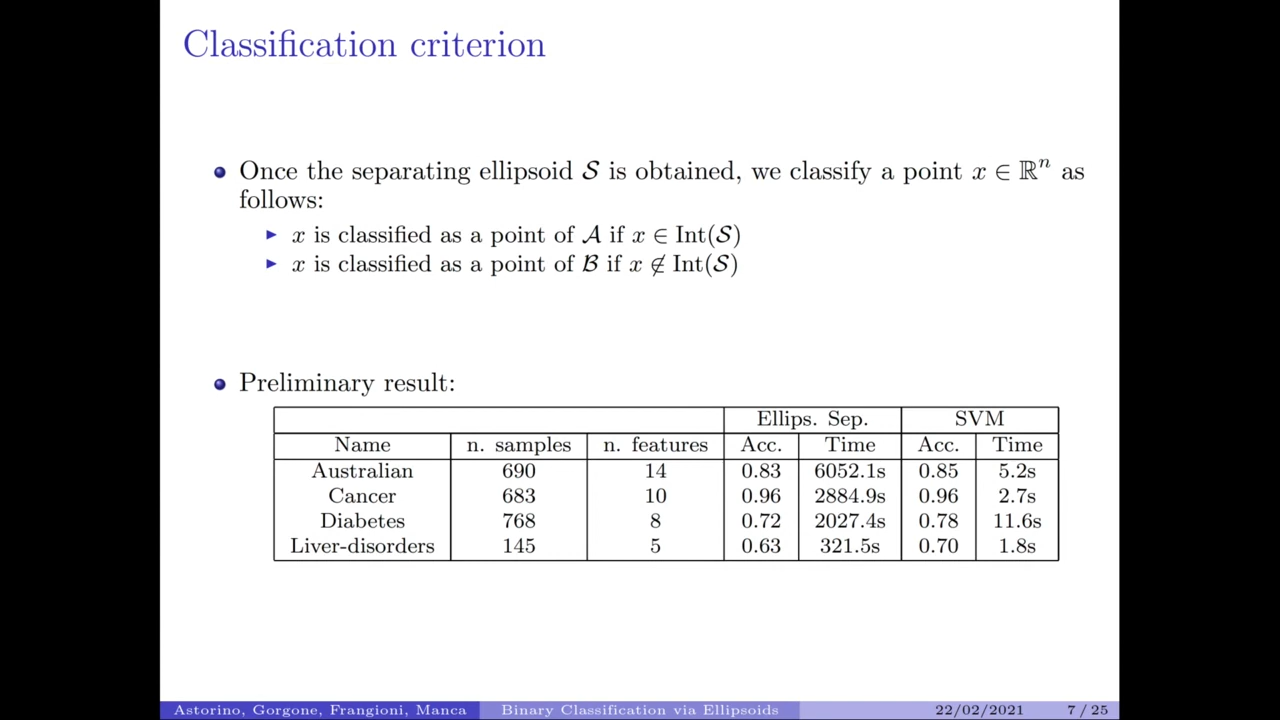 Classification criterion
Once the separating ellipsoid 𝒮 is obtained, we classify a point x ∈ ℝⁿ as
follows:
x is classified as a point of 𝒜 if x ∈ Int(𝒮)
x is classified as a point of ℬ if x ∉ Int(𝒮)
Preliminary result:
Ellips. Sep. SVM
Name n. samples n. features Acc. Time Acc. Time
Australian 690 14 0.83 6052.1s 0.85 5.2s
Cancer 683 10 0.96 2884.9s 0.96 2.7s
Diabetes 768 8 0.72 2027.4s 0.78 11.6s
Liver-disorders 145 5 0.63 321.5s 0.70 1.8s
Astorino, Gorgone, Frangioni, Manca Binary Classification via Ellipsoids 22/02/2021 7 / 25